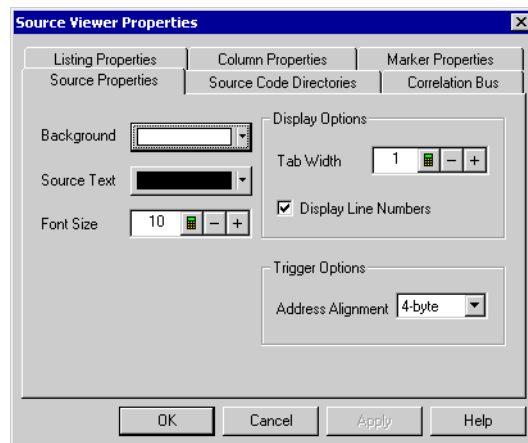 Source Viewer Properties
Listing Properties Column Properties Marker Properties
Source Properties Source Code Directories Correlation Bus
Background
Source Text
Font Size 10
Display Options
Tab Width 1
Display Line Numbers
Trigger Options
Address Alignment 4-byte
OK Cancel Apply Help